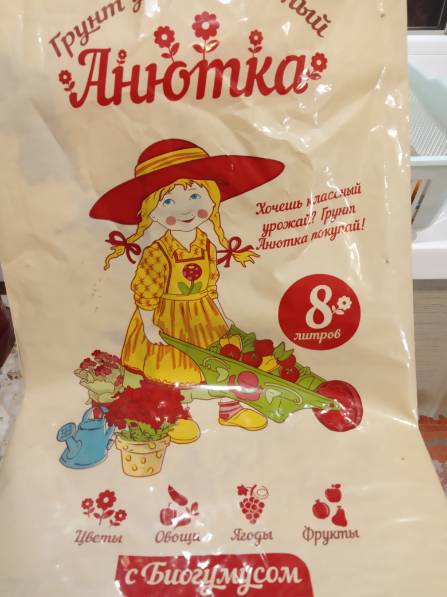 Грунт
Анютка
Хочешь классный
урожай? Грунт
Анютка покупай!
8
литров
Цветы Овощи Ягоды Фрукты
с Биогумусом